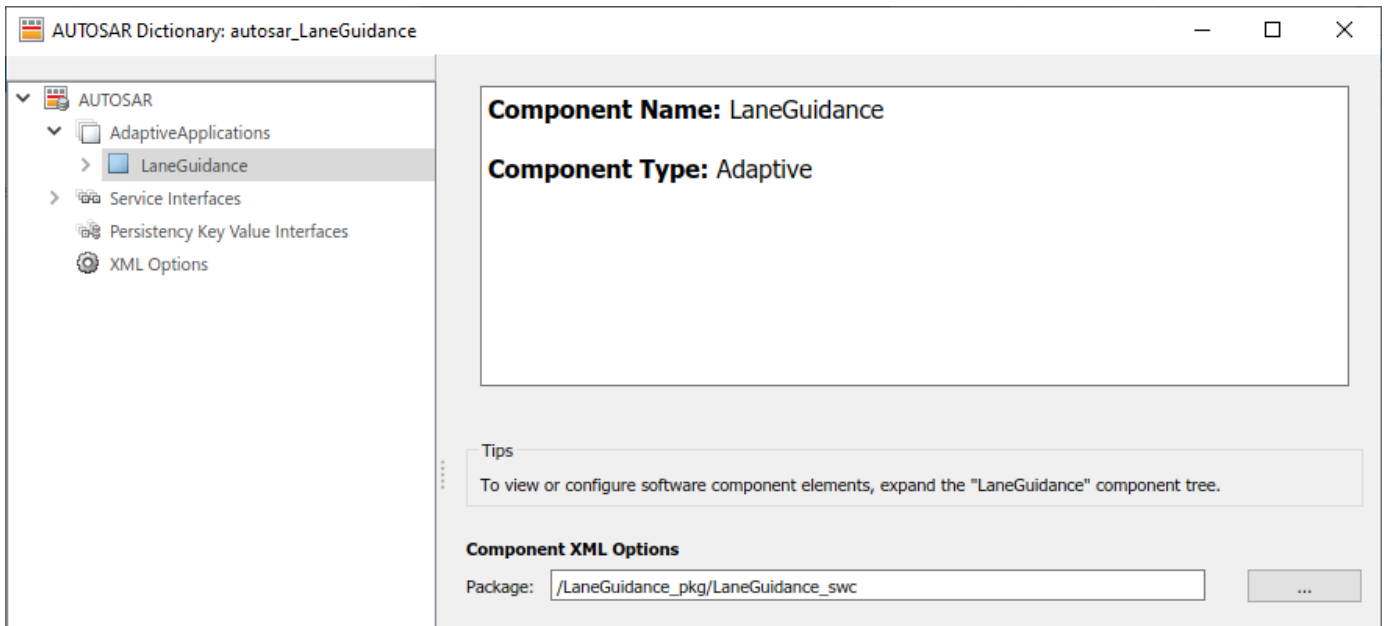 AUTOSAR Dictionary: autosar_LaneGuidance
AUTOSAR
AdaptiveApplications
LaneGuidance
Service Interfaces
Persistency Key Value Interfaces
XML Options
Component Name: LaneGuidance
Component Type: Adaptive
Tips
To view or configure software component elements, expand the "LaneGuidance" component tree.
Component XML Options
Package: /LaneGuidance_pkg/LaneGuidance_swc ...